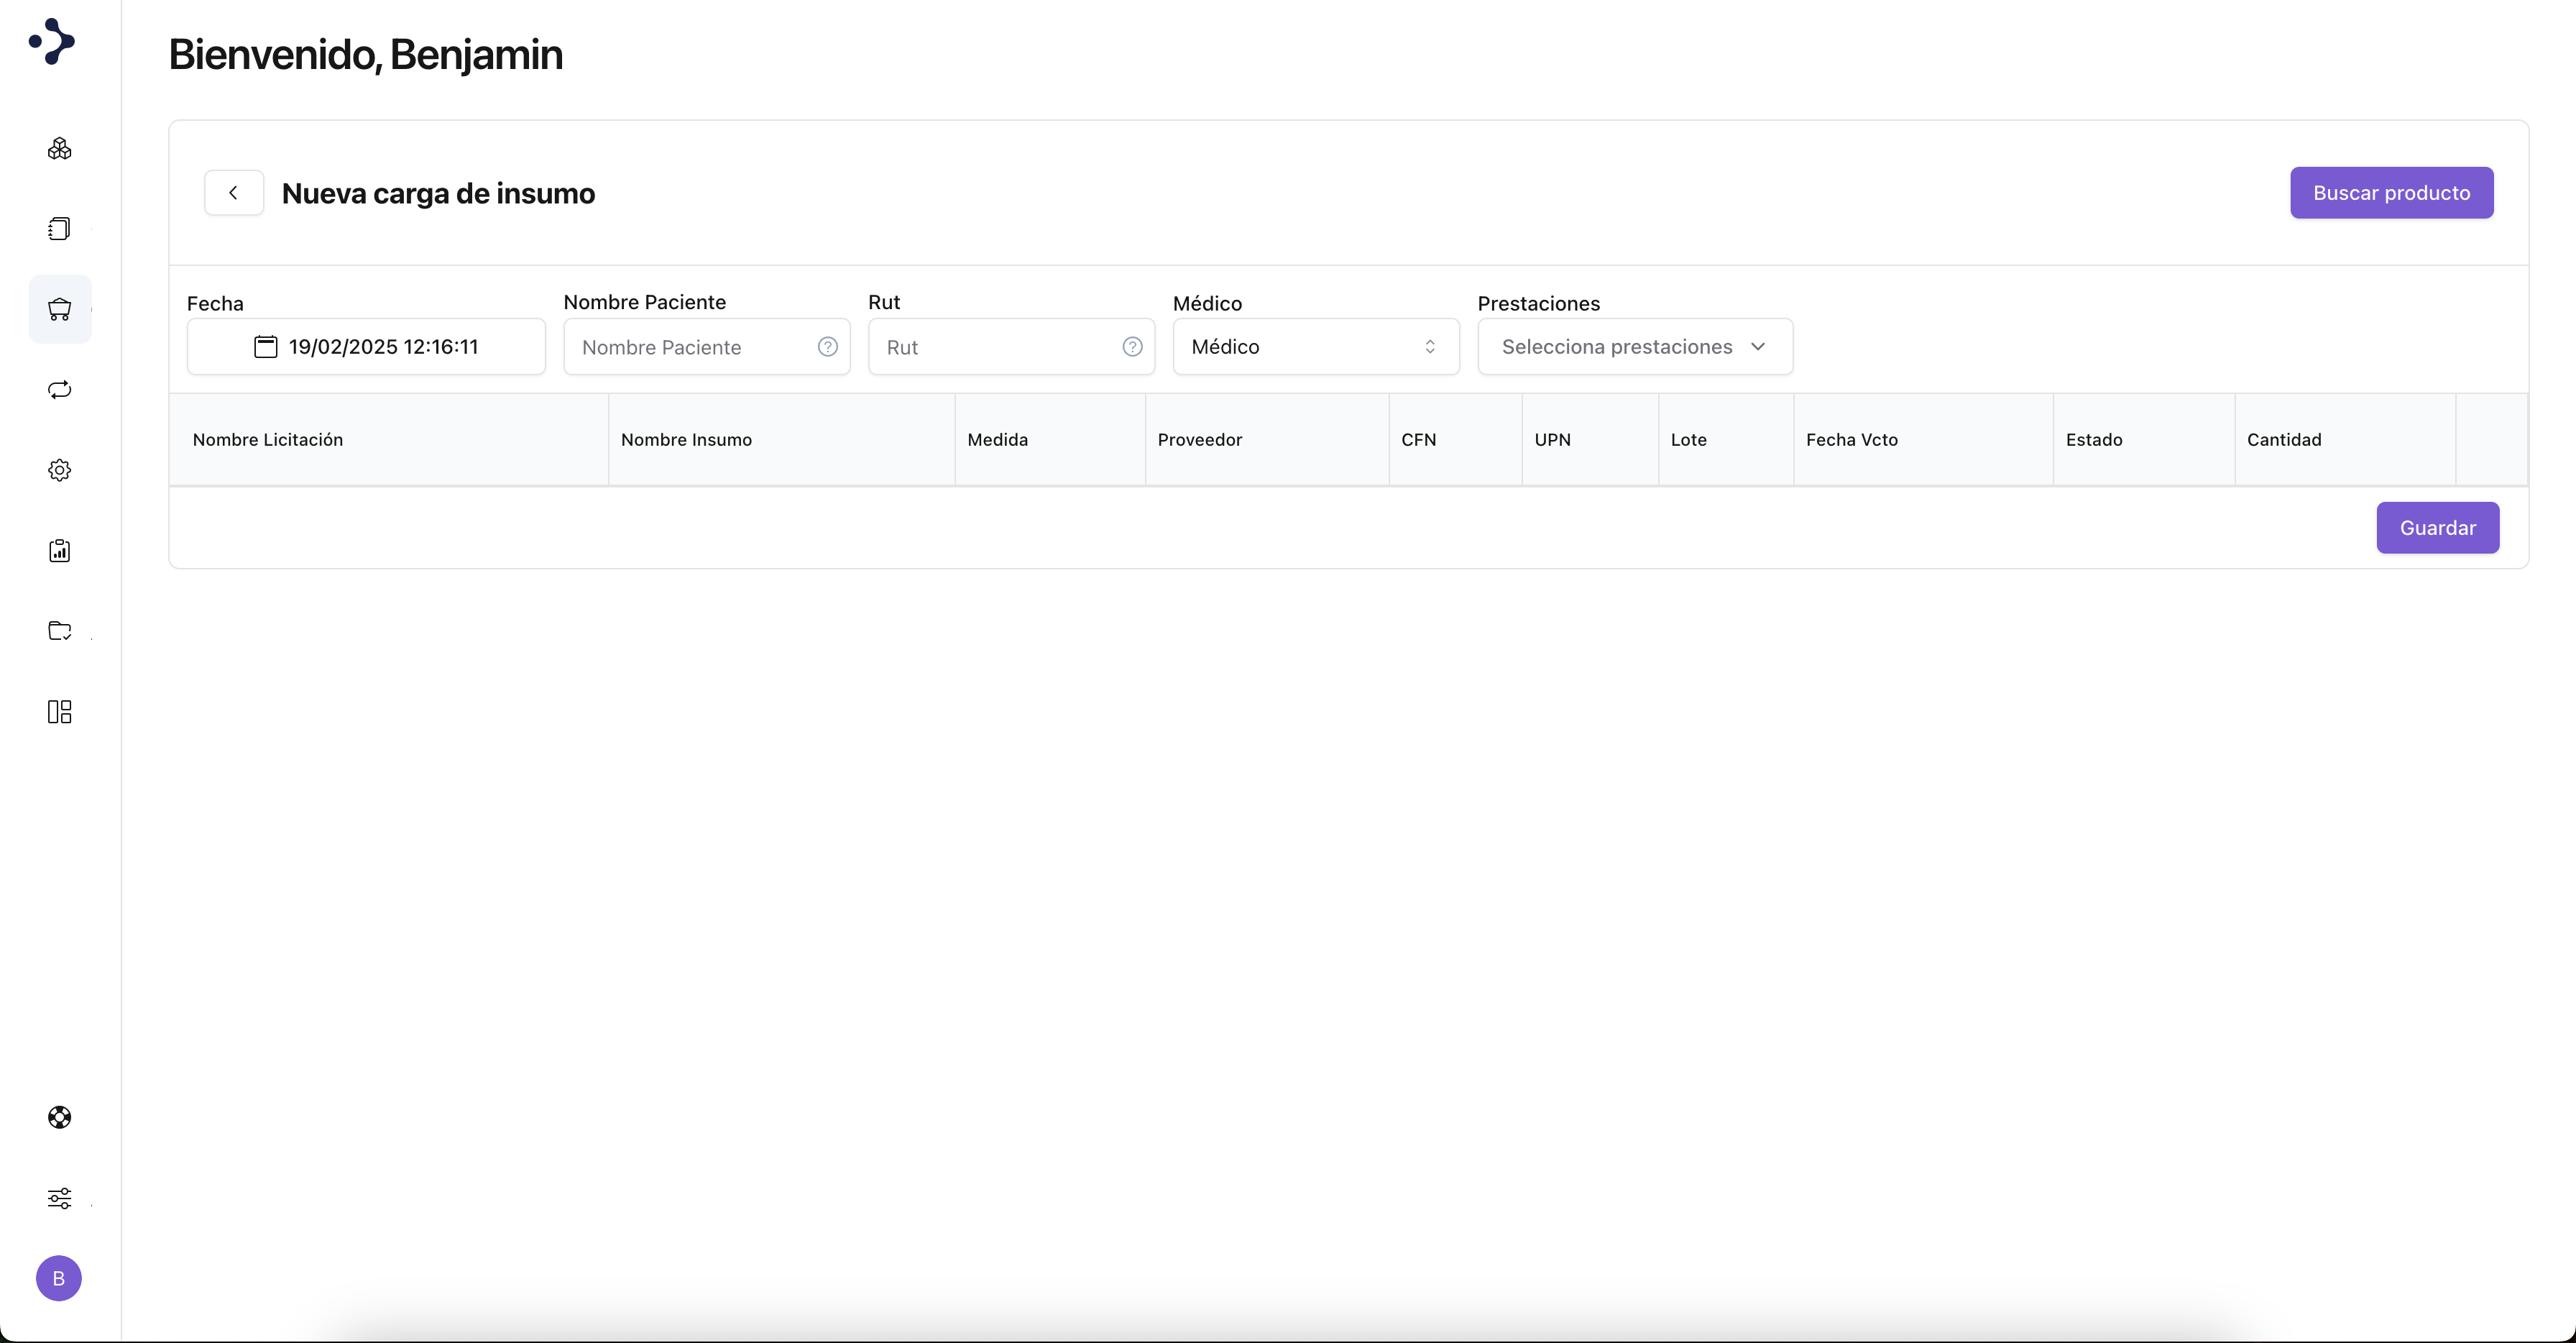 Bienvenido, Benjamin
Nueva carga de insumo
Buscar producto
Fecha
Nombre Paciente
Rut
Médico
Prestaciones
19/02/2025 12:16:11
Nombre Paciente
Rut
Médico
Selecciona prestaciones
Nombre Licitación
Nombre Insumo
Medida
Proveedor
CFN
UPN
Lote
Fecha Vcto
Estado
Cantidad
Guardar
B